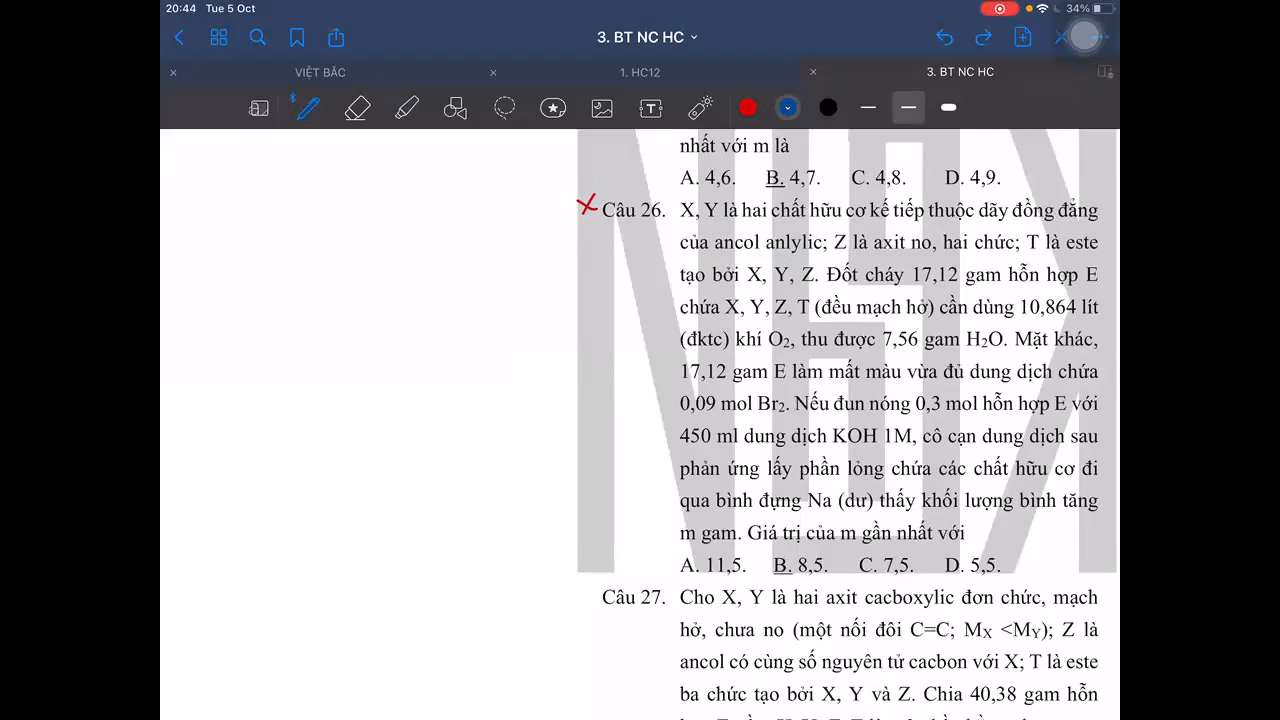 20:44 Tue 5 Oct
34%
3. BT NC HC
VIỆT BẮC
1. HC12
3. BT NC HC
nhất với m là
A. 4,6. B. 4,7. C. 4,8. D. 4,9.
Câu 26. X, Y là hai chất hữu cơ kế tiếp thuộc dãy đồng đẳng
của ancol anlylic; Z là axit no, hai chức; T là este
tạo bởi X, Y, Z. Đốt cháy 17,12 gam hỗn hợp E
chứa X, Y, Z, T (đều mạch hở) cần dùng 10,864 lít
(đktc) khí O₂, thu được 7,56 gam H₂O. Mặt khác,
17,12 gam E làm mất màu vừa đủ dung dịch chứa
0,09 mol Br₂. Nếu đun nóng 0,3 mol hỗn hợp E với
450 ml dung dịch KOH 1M, cô cạn dung dịch sau
phản ứng lấy phần lỏng chứa các chất hữu cơ đi
qua bình đựng Na (dư) thấy khối lượng bình tăng
m gam. Giá trị của m gần nhất với
A. 11,5. B. 8,5. C. 7,5. D. 5,5.
Câu 27. Cho X, Y là hai axit cacboxylic đơn chức, mạch
hở, chưa no (một nối đôi C=C; Mₓ <Mᵧ); Z là
ancol có cùng số nguyên tử cacbon với X; T là este
ba chức tạo bởi X, Y và Z. Chia 40,38 gam hỗn